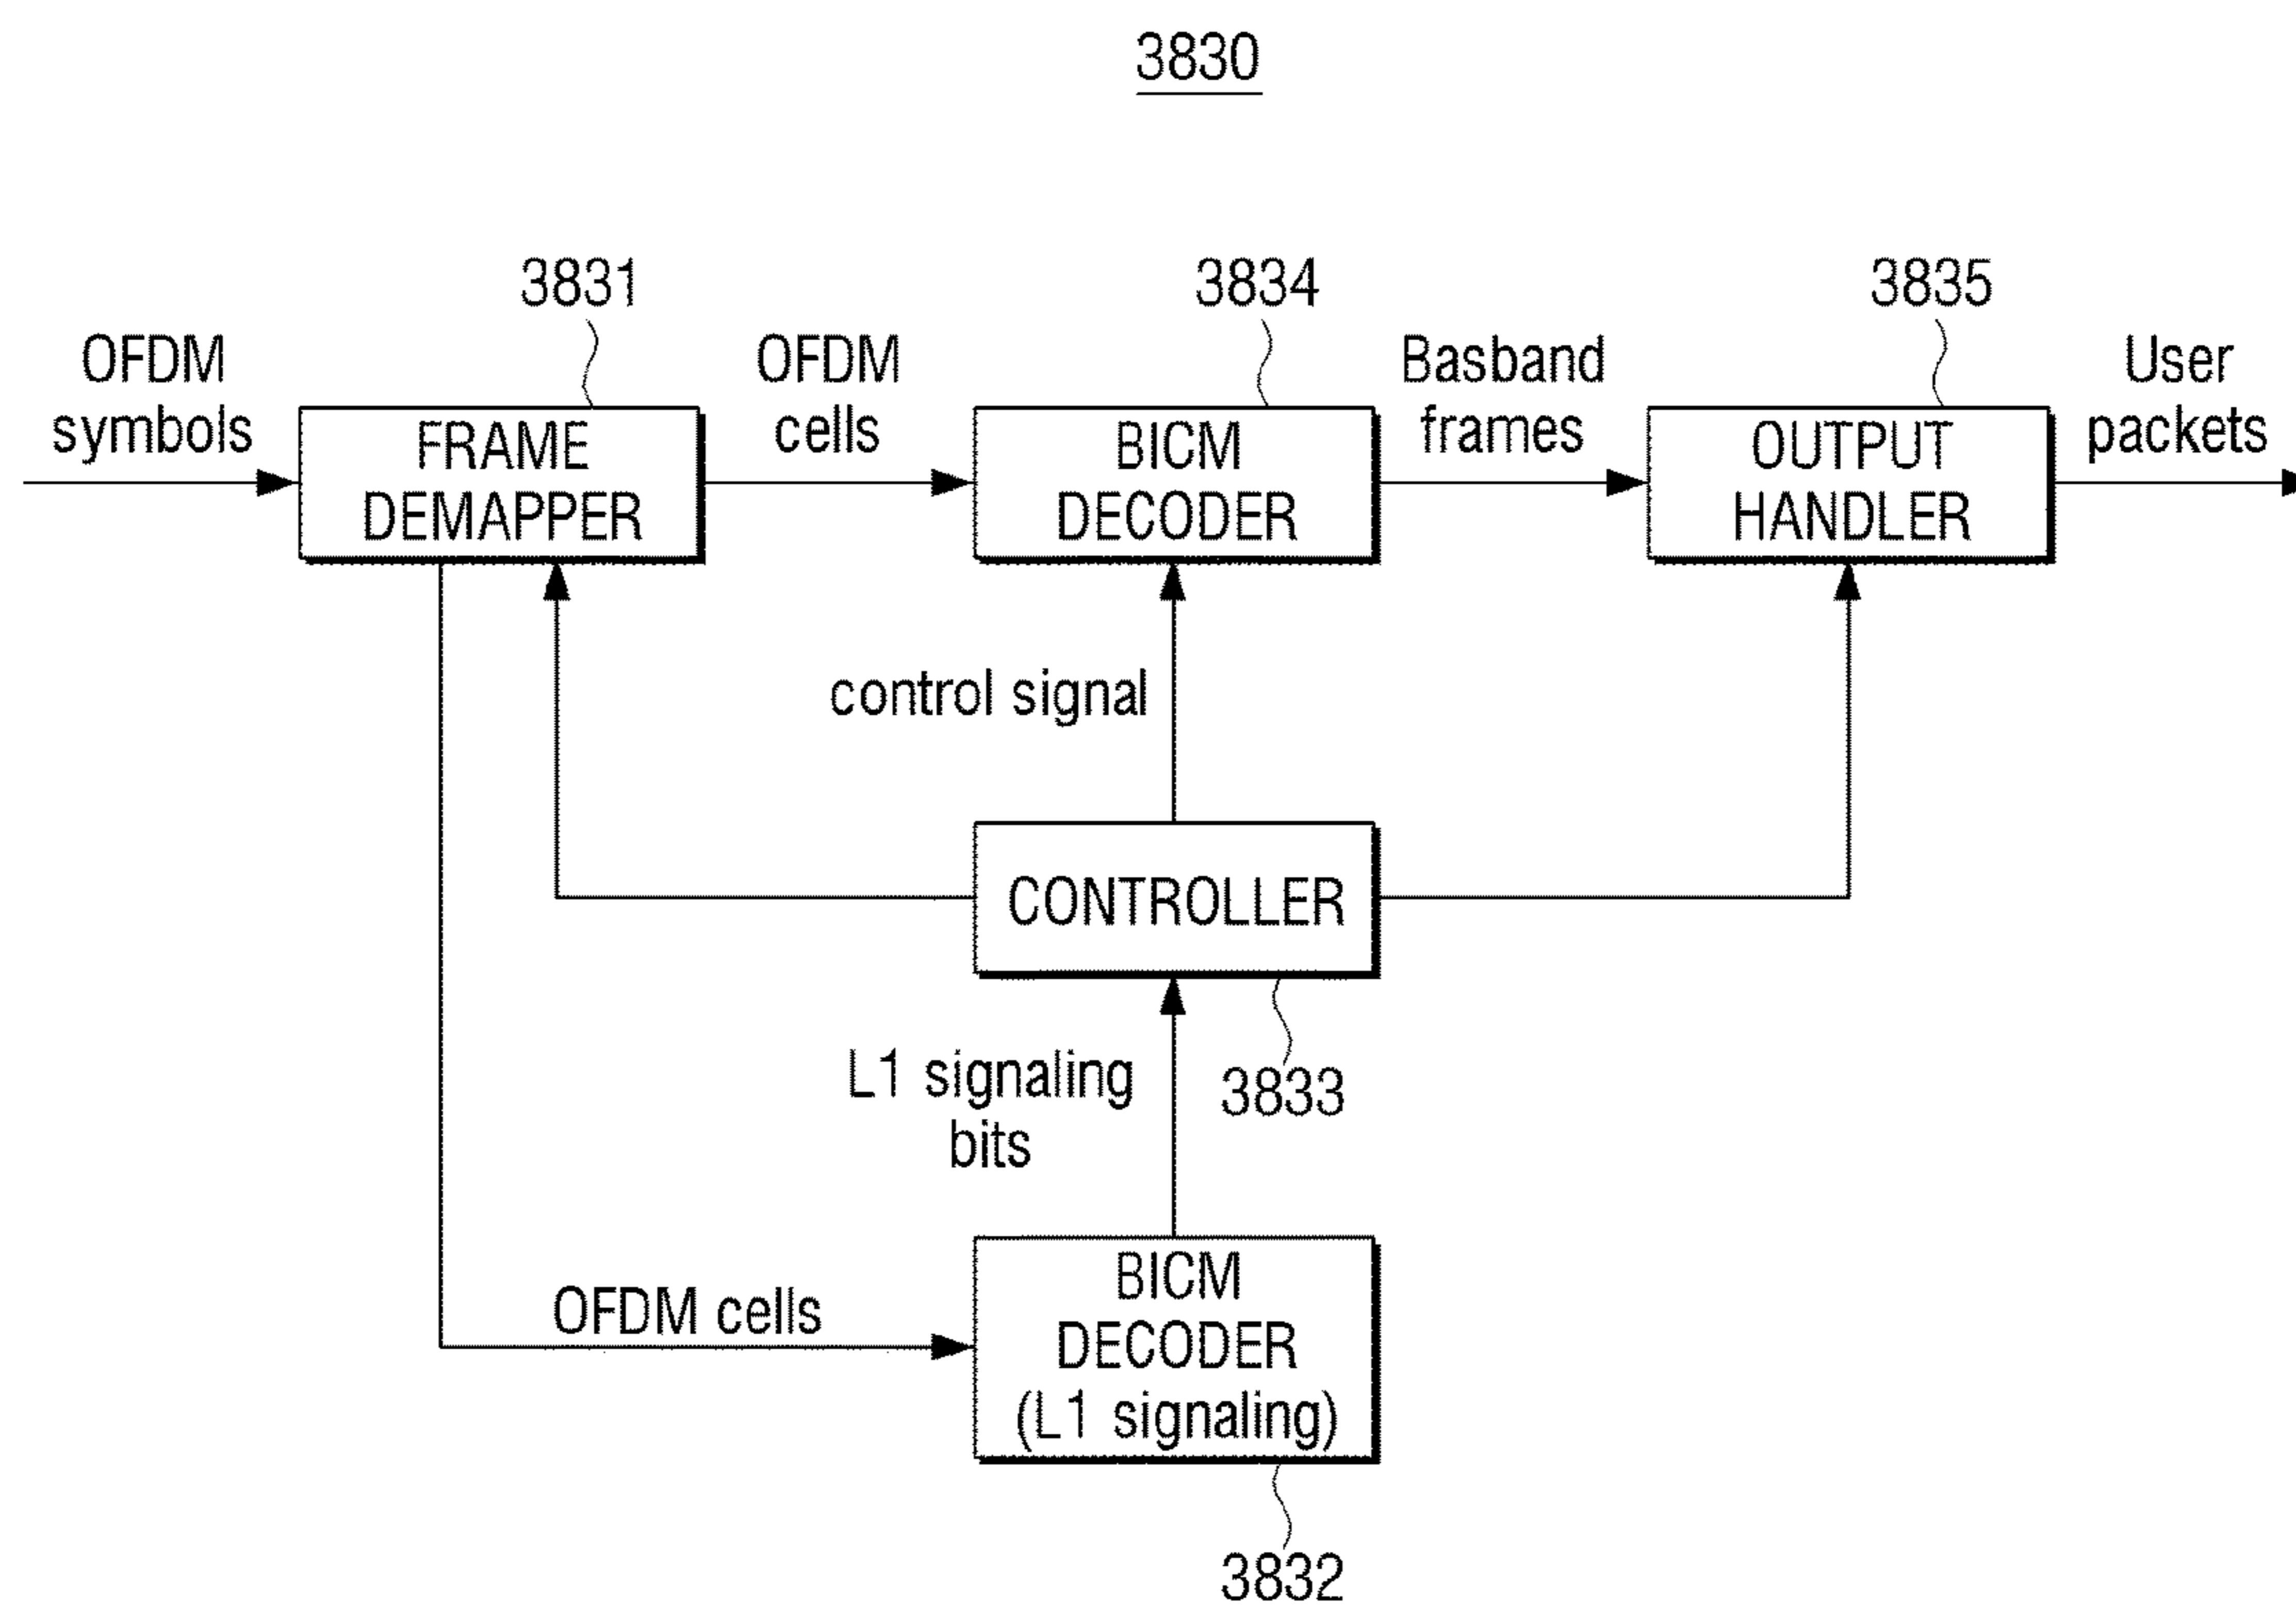 3830
3831
3834
3835
OFDM
symbols
FRAME
DEMAPPER
OFDM
cells
BICM
DECODER
Basband
frames
OUTPUT
HANDLER
User
packets
control signal
CONTROLLER
L1 signaling
bits
3833
OFDM cells
BICM
DECODER
(L1 signaling)
3832